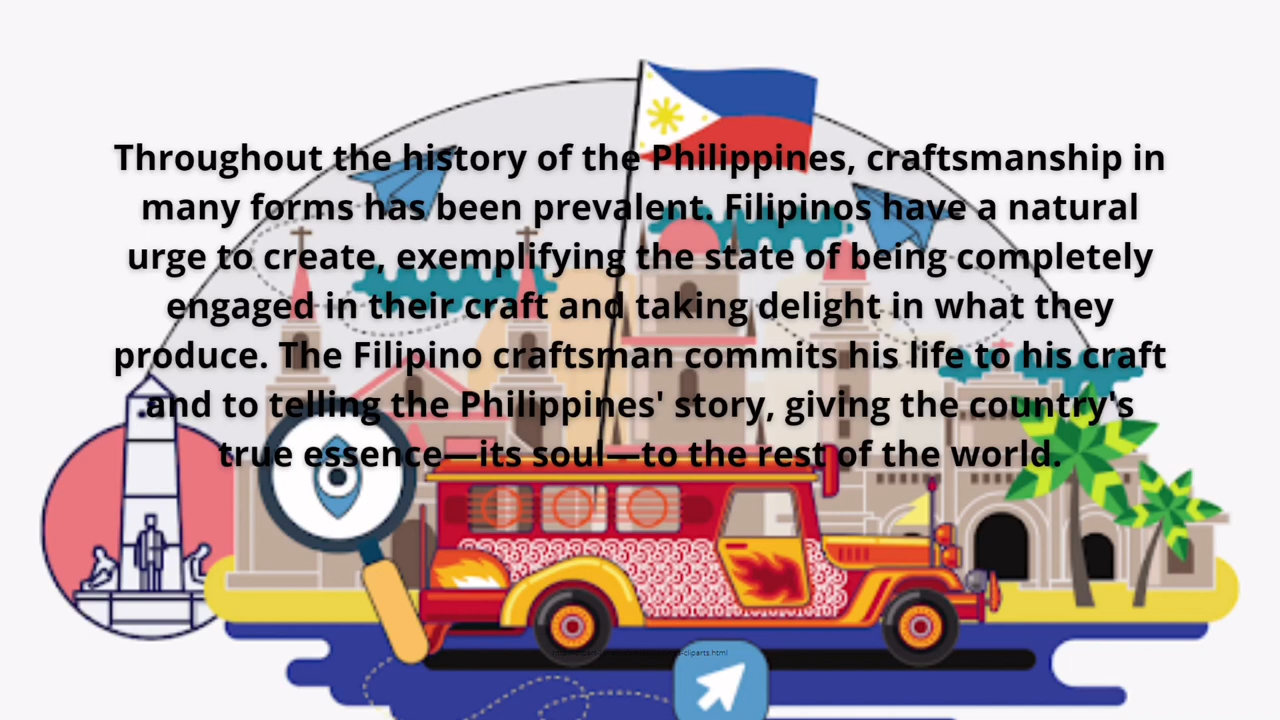 Throughout the history of the Philippines, craftsmanship in
many forms has been prevalent. Filipinos have a natural
urge to create, exemplifying the state of being completely
engaged in their craft and taking delight in what they
produce. The Filipino craftsman commits his life to his craft
and to telling the Philippines' story, giving the country's
true essence—its soul—to the rest of the world.
cliparts.html